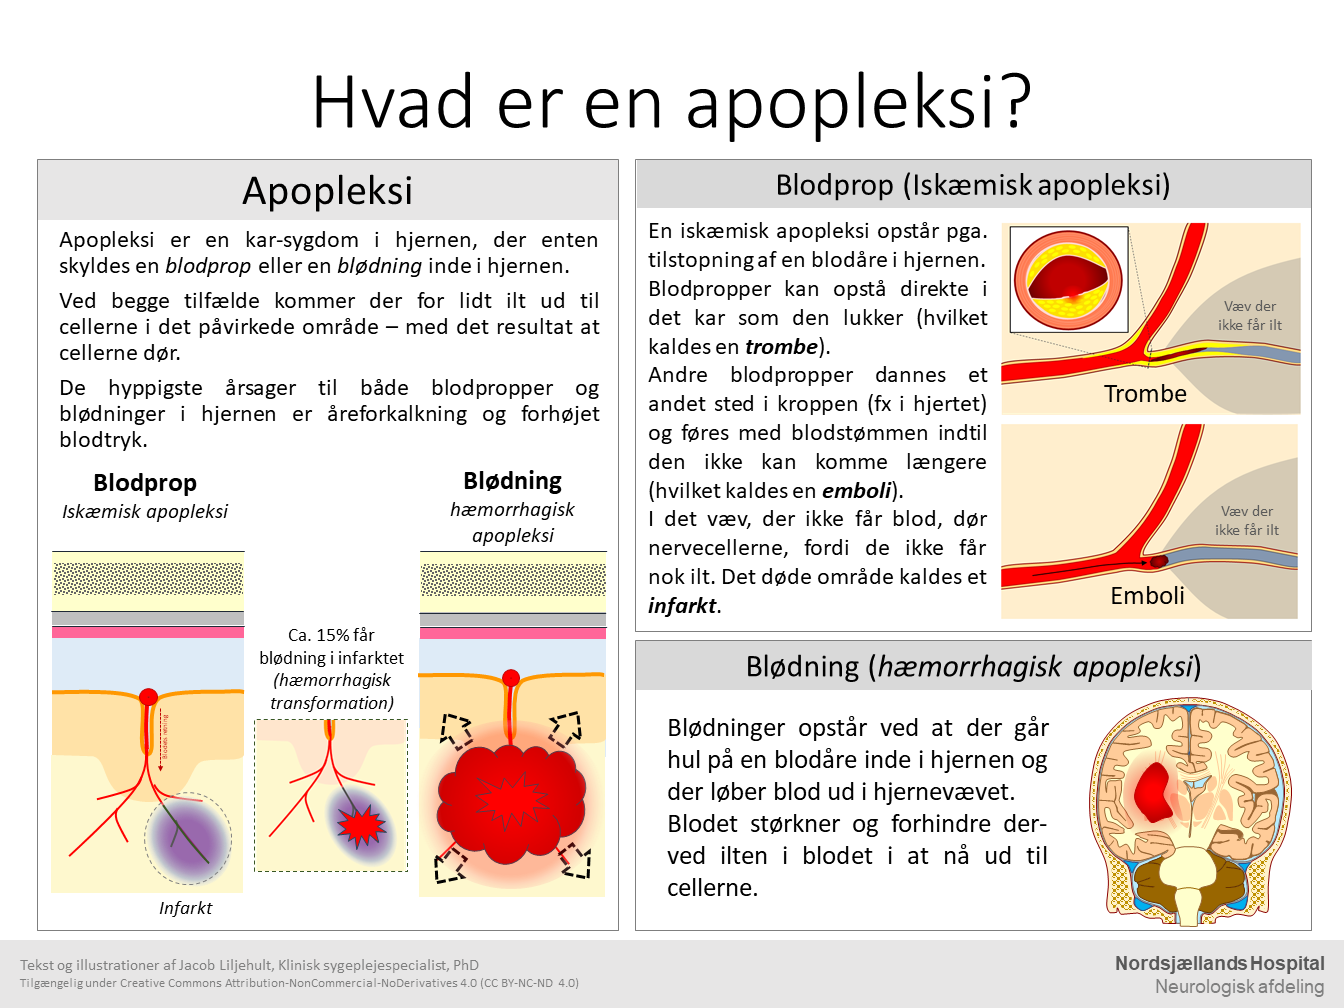 Hvad er en apopleksi?
Apopleksi
Apopleksi er en kar-sygdom i hjernen, der enten
skyldes en blodprop eller en blødning inde i hjernen.
Ved begge tilfælde kommer der for lidt ilt ud til
cellerne i det påvirkede område – med det resultat at
cellerne dør.
De hyppigste årsager til både blodpropper og
blødninger i hjernen er åreforkalkning og forhøjet
blodtryk.
Blodprop
Iskæmisk apopleksi
Blødning
hæmorrhagisk
apopleksi
Ca. 15% får
blødning i infarktet
(hæmorrhagisk
transformation)
Infarkt
Blodprop (Iskæmisk apopleksi)
En iskæmisk apopleksi opstår pga.
tilstopning af en blodåre i hjernen.
Blodpropper kan opstå direkte i
det kar som den lukker (hvilket
kaldes en trombe).
Andre blodpropper dannes et
andet sted i kroppen (fx i hjertet)
og føres med blodstømmen indtil
den ikke kan komme længere
(hvilket kaldes en emboli).
I det væv, der ikke får blod, dør
nervecellerne, fordi de ikke får
nok ilt. Det døde område kaldes et
infarkt.
Væv der
ikke får ilt
Trombe
Væv der
ikke får ilt
Emboli
Blødning (hæmorrhagisk apopleksi)
Blødninger opstår ved at der går
hul på en blodåre inde i hjernen og
der løber blod ud i hjernevævet.
Blodet størkner og forhindre der-
ved ilten i blodet i at nå ud til
cellerne.
Tekst og illustrationer af Jacob Liljehult, Klinisk sygeplejespecialist, PhD
Tilgængelig under Creative Commons Attribution-NonCommercial-NoDerivatives 4.0 (CC BY-NC-ND 4.0)
Nordsjællands Hospital
Neurologisk afdeling